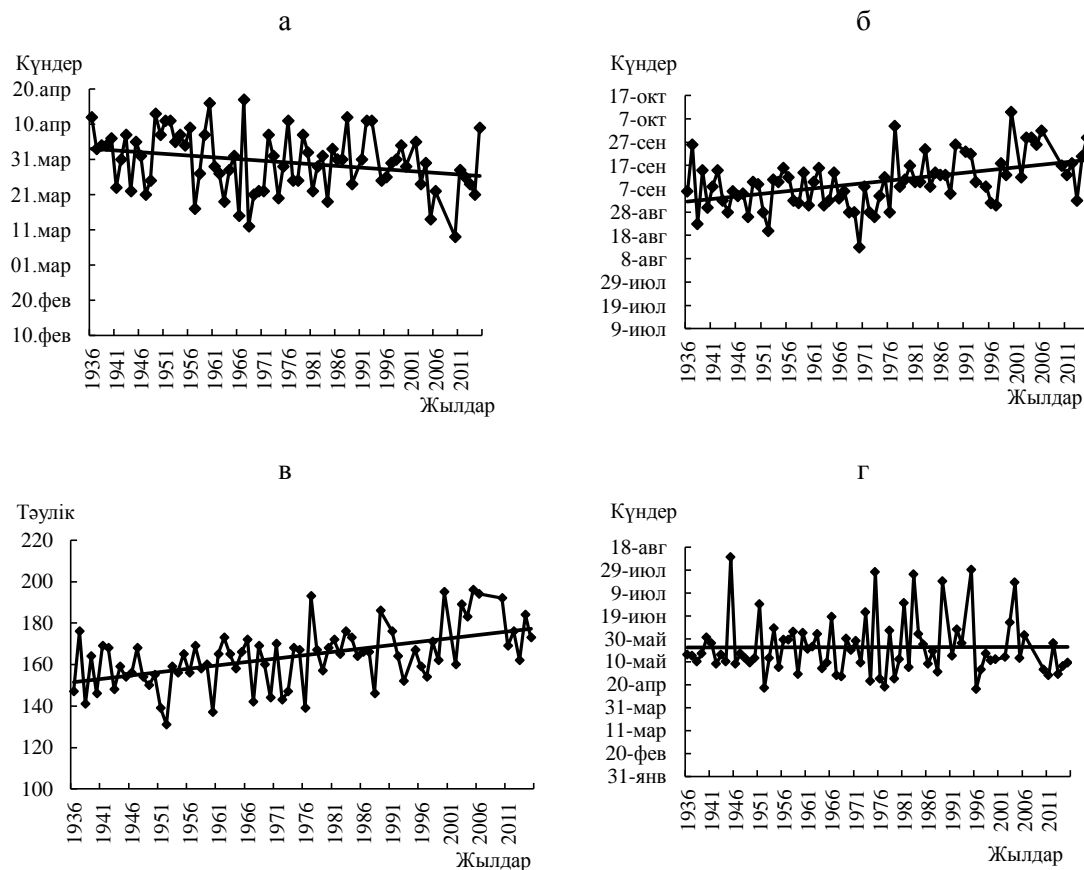 а
Күндер
20.апр
10.апр
31.мар
21.мар
11.мар
01.мар
20.фев
10.фев
1936
1941
1946
1951
1956
1961
1966
1971
1976
1981
1986
1991
1996
2001
2006
2011
Жылдар
б
Күндер
17-окт
7-окт
27-сен
17-сен
7-сен
28-авг
18-авг
8-авг
29-июл
19-июл
9-июл
1936
1941
1946
1951
1956
1961
1966
1971
1976
1981
1986
1991
1996
2001
2006
2011
Жылдар
в
Тәулік
220
200
180
160
140
120
100
1936
1941
1946
1951
1956
1961
1966
1971
1976
1981
1986
1991
1996
2001
2006
2011
Жылдар
г
Күндер
18-авг
29-июл
9-июл
19-июн
30-май
10-май
20-апр
31-мар
11-мар
20-фев
31-янв
1936
1941
1946
1951
1956
1961
1966
1971
1976
1981
1986
1991
1996
2001
2006
2011
Жылдар